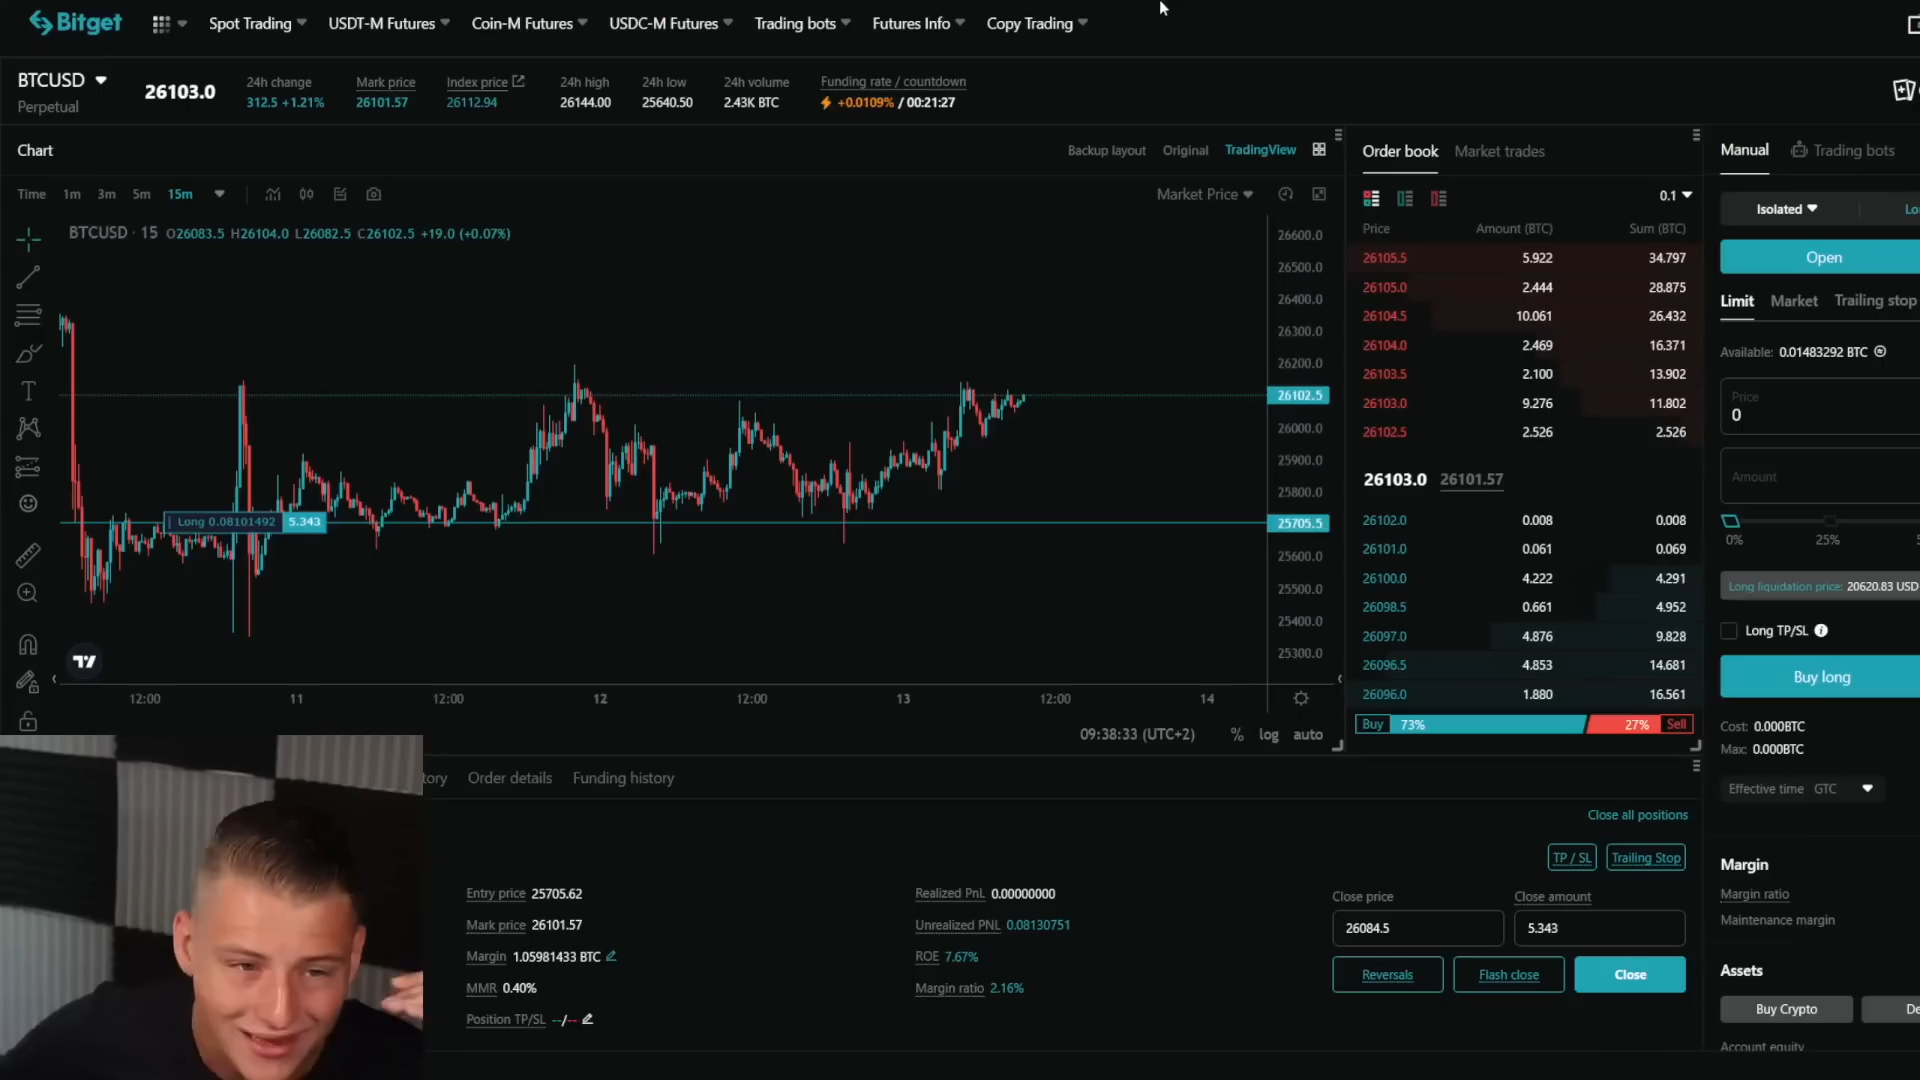 Bitget
Spot Trading
USDT-M Futures
Coin-M Futures
USDC-M Futures
Trading bots
Futures Info
Copy Trading
BTCUSD
Perpetual
26103.0
24h change
312.5 +1.21%
Mark price
26101.57
Index price
26112.94
24h high
26144.00
24h low
25640.50
24h volume
2.43K BTC
Funding rate / countdown
+0.0109% / 00:21:27
Chart
Backup layout
Original
TradingView
Time
1m
3m
5m
15m
Market Price
BTCUSD · 15 O26083.5 H26104.0 L26082.5 C26102.5 +19.0 (+0.07%)
26600.0
26500.0
26400.0
26300.0
26200.0
26102.5
26000.0
25900.0
25800.0
25705.5
25600.0
25500.0
25400.0
25300.0
Long 0.08101492 5.343
12:00
11
12:00
12
12:00
13
12:00
14
09:38:33 (UTC+2)
%
log
auto
Order book
Market trades
0.1
Price
Amount (BTC)
Sum (BTC)
26105.5 5.922 34.797
26105.0 2.444 28.875
26104.5 10.061 26.432
26104.0 2.469 16.371
26103.5 2.100 13.902
26103.0 9.276 11.802
26102.5 2.526 2.526
26103.0 26101.57
26102.0 0.008 0.008
26101.0 0.061 0.069
26100.0 4.222 4.291
26098.5 0.661 4.952
26097.0 4.876 9.828
26096.5 4.853 14.681
26096.0 1.880 16.561
Buy 73%
27% Sell
Manual
Trading bots
Isolated
Lo
Open
Limit
Market
Trailing stop
Available: 0.01483292 BTC
Price
0
Amount
0%
25%
Long liquidation price: 20620.83 USD
Long TP/SL
Buy long
Cost: 0.000BTC
Max: 0.000BTC
Effective time GTC
Margin
Margin ratio
Maintenance margin
Assets
Buy Crypto
De
Account equity
tory
Order details
Funding history
Close all positions
TP / SL
Trailing Stop
Entry price 25705.62
Mark price 26101.57
Margin 1.05981433 BTC
MMR 0.40%
Position TP/SL --/--
Realized PnL 0.00000000
Unrealized PNL 0.08130751
ROE 7.67%
Margin ratio 2.16%
Close price
26084.5
Close amount
5.343
Reversals
Flash close
Close